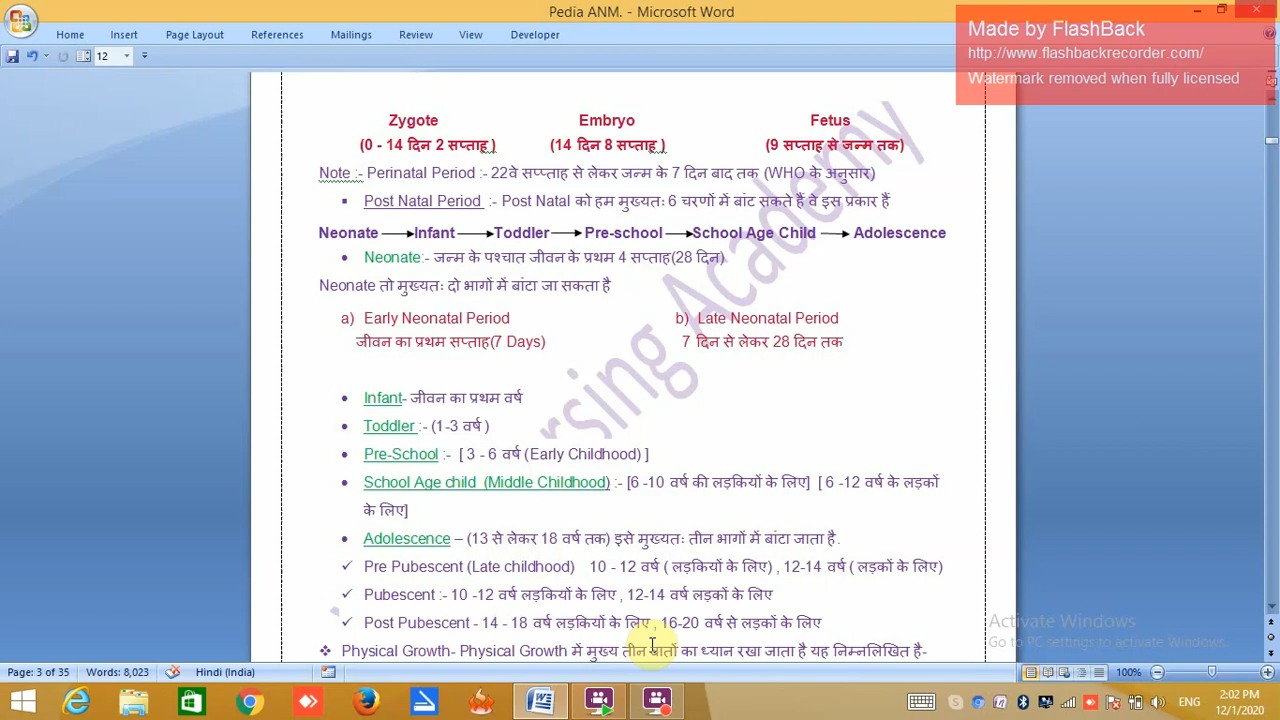 Pedia ANM. - Microsoft Word
Made by FlashBack
http://www.flashbackrecorder.com/
Watermark removed when fully licensed
Home Insert Page Layout References Mailings Review View Developer
12
Zygote Embryo Fetus
(0 - 14 दिन 2 सप्ताह ) (14 दिन 8 सप्ताह ) (9 सप्ताह से जन्म तक)
Note :- Perinatal Period :- 22वे सप्प्ताह से लेकर जन्म के 7 दिन बाद तक (WHO के अनुसार)
Post Natal Period :- Post Natal को हम मुख्यतः 6 चरणों में बांट सकते हैं वे इस प्रकार हैं
Neonate Infant Toddler Pre-school School Age Child Adolescence
Neonate:- जन्म के पश्चात जीवन के प्रथम 4 सप्ताह(28 दिन)
Neonate तो मुख्यतः दो भागों में बांटा जा सकता है
a) Early Neonatal Period b) Late Neonatal Period
जीवन का प्रथम सप्ताह(7 Days) 7 दिन से लेकर 28 दिन तक
Infant- जीवन का प्रथम वर्ष
Toddler :- (1-3 वर्ष )
Pre-School :- [ 3 - 6 वर्ष (Early Childhood) ]
School Age child (Middle Childhood) :- [6 -10 वर्ष की लड़कियों के लिए] [ 6 -12 वर्ष के लड़कों
के लिए]
Adolescence – (13 से लेकर 18 वर्ष तक) इसे मुख्यतः तीन भागों में बांटा जाता है.
Pre Pubescent (Late childhood) 10 - 12 वर्ष ( लड़कियों के लिए) , 12-14 वर्ष ( लड़कों के लिए)
Pubescent :- 10 -12 वर्ष लड़कियों के लिए , 12-14 वर्ष लड़कों के लिए
Post Pubescent - 14 - 18 वर्ष लड़कियों के लिए , 16-20 वर्ष से लड़कों के लिए
Physical Growth- Physical Growth में मुख्य तीन बातों का ध्यान रखा जाता है यह निम्नलिखित है-
ursing Academy
Activate Windows
Go to PC settings to activate Windows.
Page: 3 of 35 Words: 8,023 Hindi (India) 100%
ENG
2:02 PM
12/1/2020